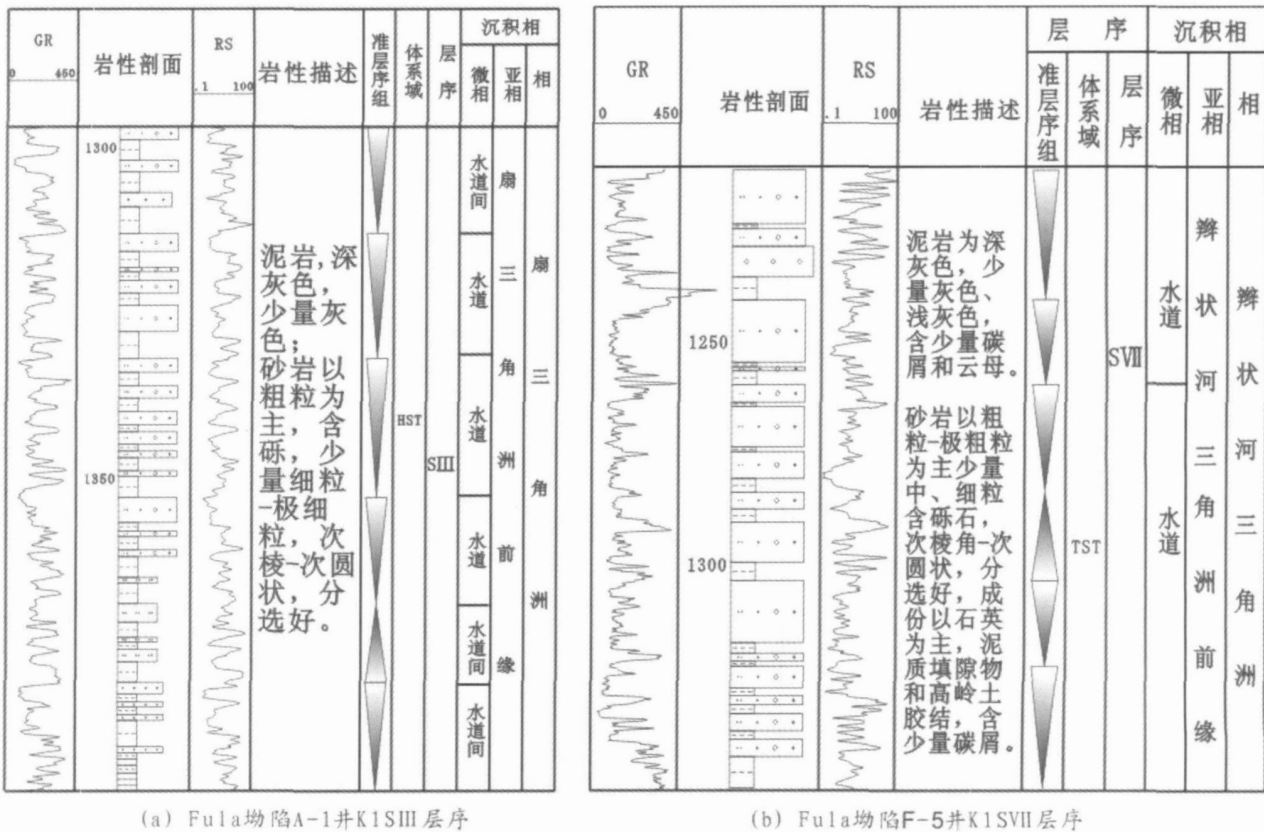 GR
0 450
岩性剖面
RS
.1 100
岩性描述
准层序组
体系域
层序
沉积相
微相
亚相
相
1300
1350
泥岩,深
灰色,
少量灰
色;
砂岩以
粗粒为
主,含
砾,少
量细粒
-极细
粒,次
棱-次圆
状,分
选好。
HST
SIII
水道间
水道
水道
水道
水道间
水道间
扇三角洲前缘
扇三角洲
(a) Fula坳陷A-1井K1SIII层序
GR
0 450
岩性剖面
RS
.1 100
岩性描述
层 序
准层序组
体系域
层序
沉积相
微相
亚相
相
1250
1300
泥岩为深
灰色,少
量灰色、
浅灰色,
含少量碳
屑和云母。
砂岩以粗
粒-极粗粒
为主少量
中、细粒
含砾石,
次棱角-次
圆状,分
选好,成
份以石英
为主,泥
质填隙物
和高岭土
胶结,含
少量碳屑。
TST
SVII
水道
水道
辫状河三角洲前缘
辫状河三角洲
(b) Fula坳陷F-5井K1SVII层序